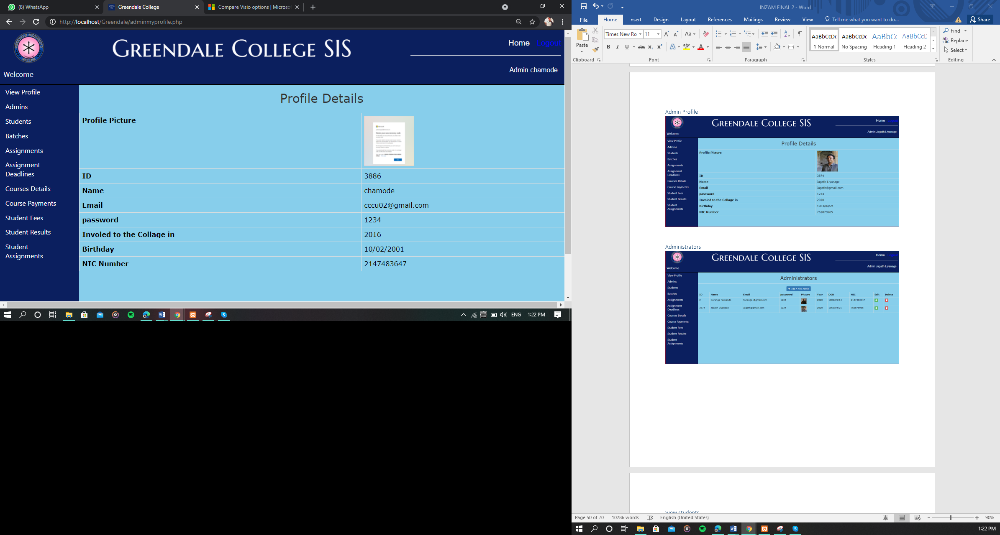 (8) WhatsApp
Greendale College
Compare Visio options | Microso
http://localhost/Greendale/adminmyprofile.php
GREENDALE COLLEGE SIS
Home Logout
Admin chamode
Welcome
View Profile
Admins
Students
Batches
Assignments
Assignment
Deadlines
Courses Details
Course Payments
Student Fees
Student Results
Student
Assignments
Profile Details
Profile Picture
ID 3886
Name chamode
Email cccu02@gmail.com
password 1234
Involed to the Collage in 2016
Birthday 10/02/2001
NIC Number 2147483647
ENG 1:22 PM
INZAM FINAL 2 - Word
File Home Insert Design Layout References Mailings Review View Tell me what you want to do... Share
Paste
Times New Ro 11
AaBbCcDc AaBbCcDc AaBbCc AaBbCcE
¶ Normal No Spacing Heading 1 Heading 2
Find
Replace
Select
Clipboard Font Paragraph Styles Editing
Admin Profile
GREENDALE COLLEGE SIS
Home
Admin Jagath Liyanage
Welcome
View Profile
Admins
Students
Batches
Assignments
Assignment
Deadlines
Courses Details
Course Payments
Student Fees
Student Results
Student
Assignments
Profile Details
Profile Picture
ID 3874
Name Jagath Liyanage
Email Jagath@gmail.com
password 1234
Involed to the Collage in 2020
Birthday 1963/04/21
NIC Number 762878965
Administrators
GREENDALE COLLEGE SIS
Home
Admin Jagath Liyanage
Welcome
View Profile
Admins
Students
Batches
Assignments
Assignment
Deadlines
Courses Details
Course Payments
Student Fees
Student Results
Student
Assignments
Administrators
+ Add A New Admin
ID Name Email password Picture Year DOB NIC Edit Delete
2 Suranga Fernando Suranga @gmail.com 1234 2020 1989/09/14 2147483647
3874 Jagath Liyanage Jagath@gmail.com 1234 2020 1963/04/21 762878965
View students
Page 50 of 70 10286 words English (United States) 90%
1:22 PM